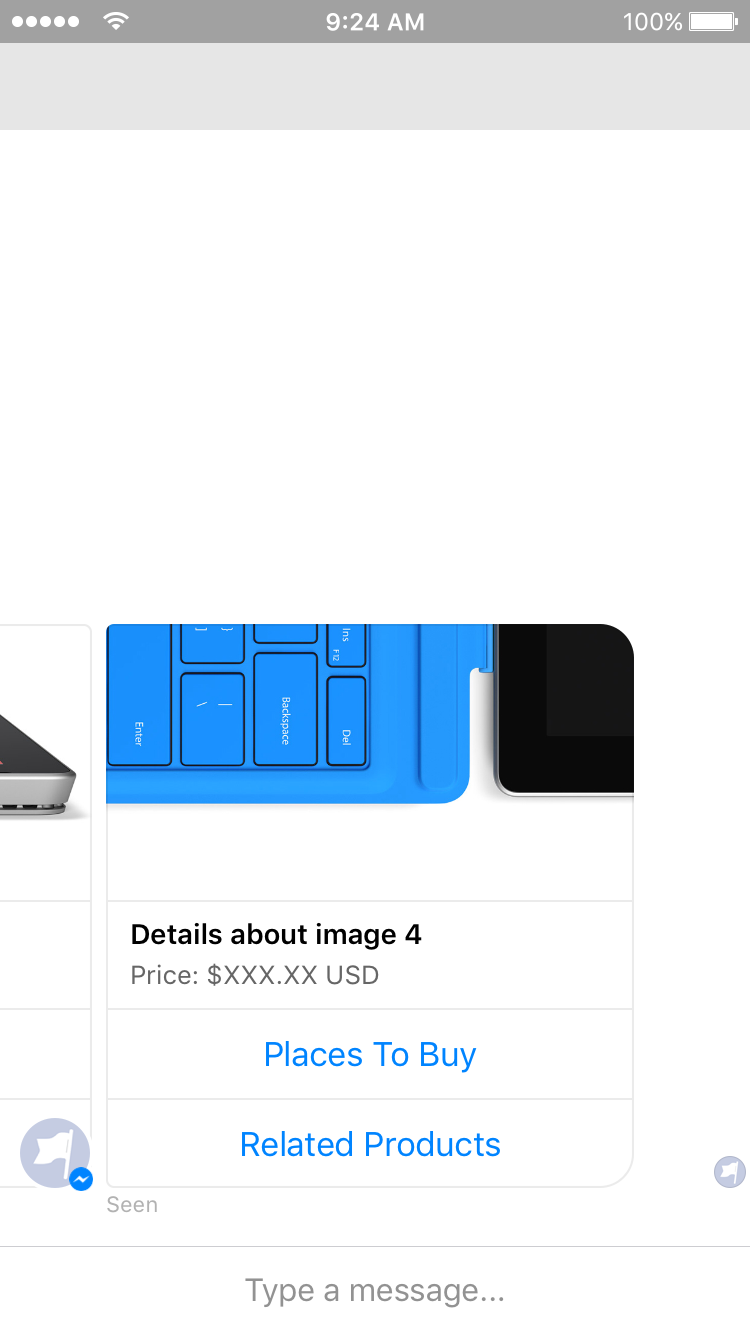 9:24 AM
100%
] }
Ins
F12
\ |
Enter
Backspace
Del
Details about image 4
Price: $XXX.XX USD
Places To Buy
Related Products
Seen
Type a message...